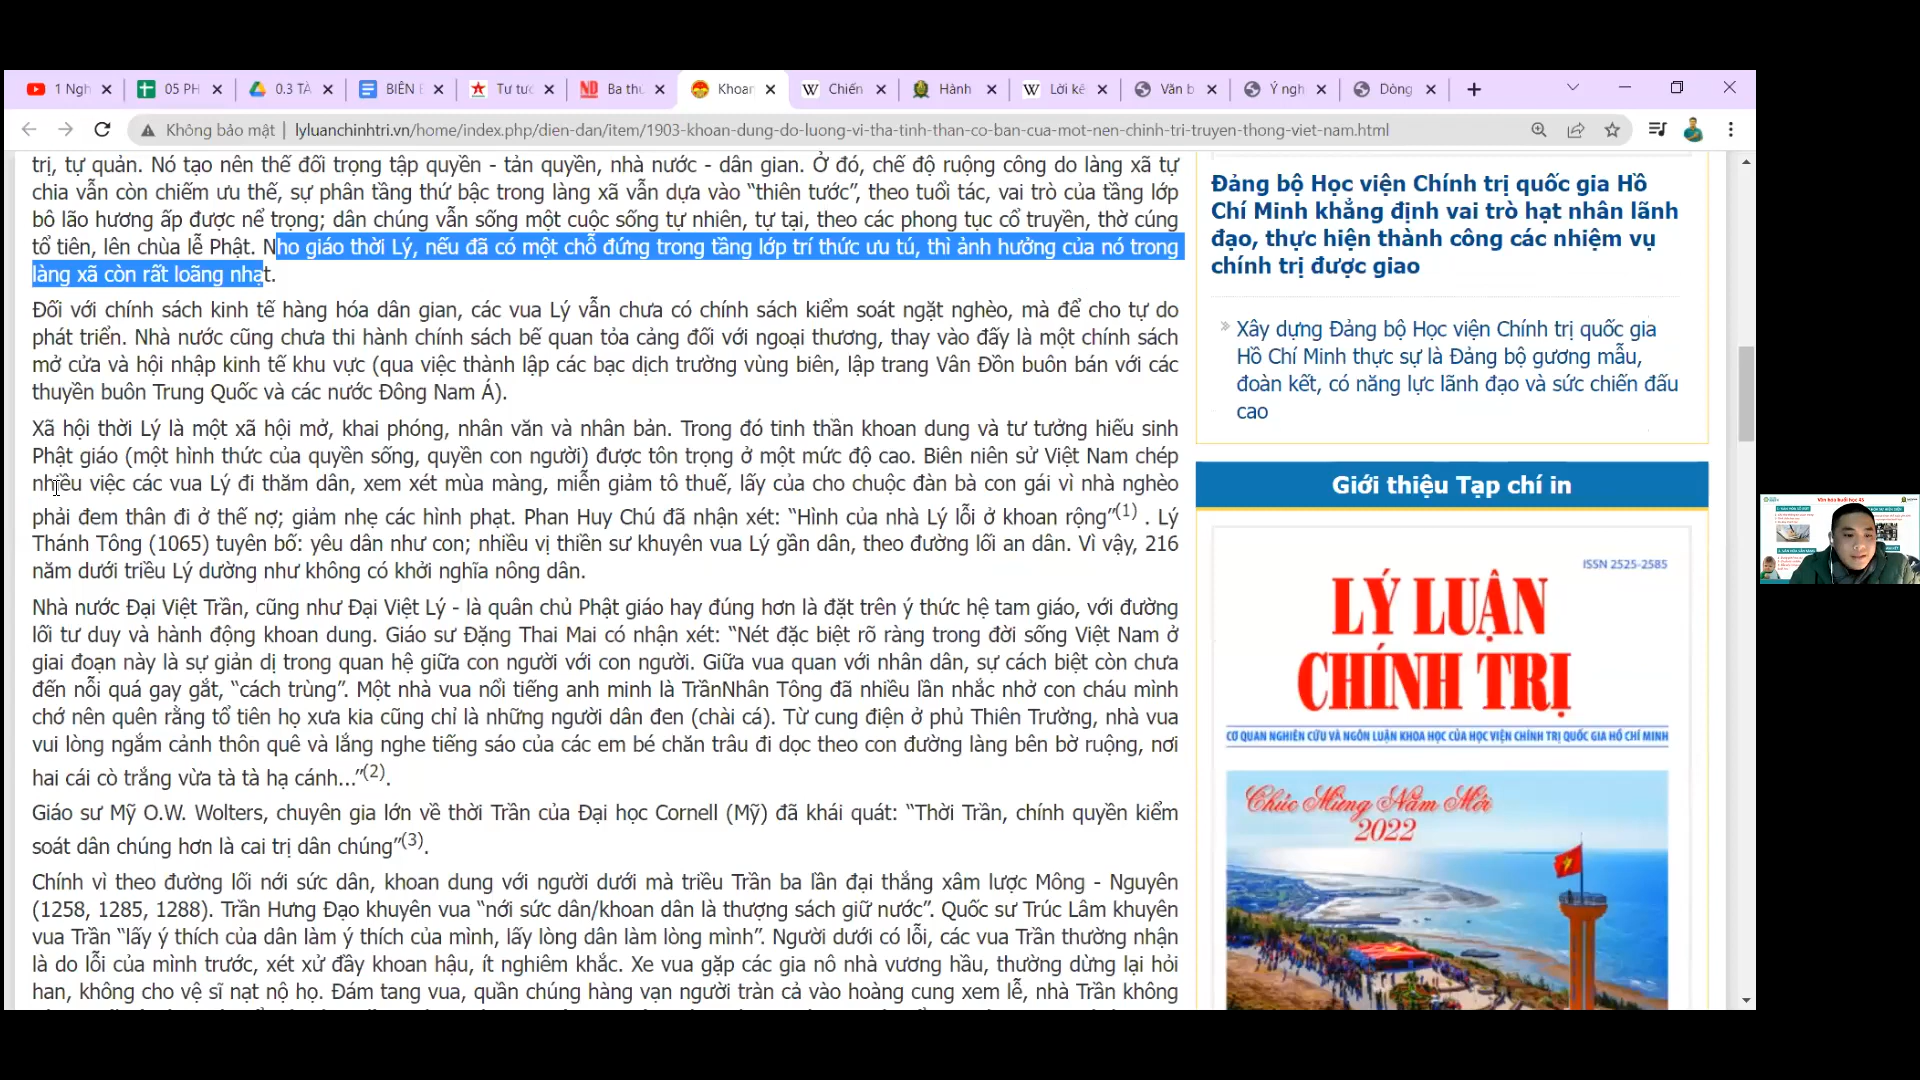 1 Ngh
05 PH
0.3 TÀ
BIÊN B
Tư tưc
Ba thu
Khoar
Chiến
Hành
Lời kê
Văn b
Ý ngh
Dòng
Không bảo mật | lyluanchinhtri.vn/home/index.php/dien-dan/item/1903-khoan-dung-do-luong-vi-tha-tinh-than-co-ban-cua-mot-nen-chinh-tri-truyen-thong-viet-nam.html
trị, tự quản. Nó tạo nên thế đối trọng tập quyền - tản quyền, nhà nước - dân gian. Ở đó, chế độ ruộng công do làng xã tự
chia vẫn còn chiếm ưu thế, sự phân tầng thứ bậc trong làng xã vẫn dựa vào “thiên tước”, theo tuổi tác, vai trò của tầng lớp
bô lão hương ấp được nể trọng; dân chúng vẫn sống một cuộc sống tự nhiên, tự tại, theo các phong tục cổ truyền, thờ cúng
tổ tiên, lên chùa lễ Phật. Nho giáo thời Lý, nếu đã có một chỗ đứng trong tầng lớp trí thức ưu tú, thì ảnh hưởng của nó trong
làng xã còn rất loãng nhạt.
Đối với chính sách kinh tế hàng hóa dân gian, các vua Lý vẫn chưa có chính sách kiểm soát ngặt nghèo, mà để cho tự do
phát triển. Nhà nước cũng chưa thi hành chính sách bế quan tỏa cảng đối với ngoại thương, thay vào đấy là một chính sách
mở cửa và hội nhập kinh tế khu vực (qua việc thành lập các bạc dịch trường vùng biên, lập trang Vân Đồn buôn bán với các
thuyền buôn Trung Quốc và các nước Đông Nam Á).
Xã hội thời Lý là một xã hội mở, khai phóng, nhân văn và nhân bản. Trong đó tinh thần khoan dung và tư tưởng hiếu sinh
Phật giáo (một hình thức của quyền sống, quyền con người) được tôn trọng ở một mức độ cao. Biên niên sử Việt Nam chép
nhiều việc các vua Lý đi thăm dân, xem xét mùa màng, miễn giảm tô thuế, lấy của cho chuộc đàn bà con gái vì nhà nghèo
phải đem thân đi ở thế nợ; giảm nhẹ các hình phạt. Phan Huy Chú đã nhận xét: “Hình của nhà Lý lỗi ở khoan rộng”(1) . Lý
Thánh Tông (1065) tuyên bố: yêu dân như con; nhiều vị thiền sư khuyên vua Lý gần dân, theo đường lối an dân. Vì vậy, 216
năm dưới triều Lý dường như không có khởi nghĩa nông dân.
Nhà nước Đại Việt Trần, cũng như Đại Việt Lý - là quân chủ Phật giáo hay đúng hơn là đặt trên ý thức hệ tam giáo, với đường
lối tư duy và hành động khoan dung. Giáo sư Đặng Thai Mai có nhận xét: “Nét đặc biệt rõ ràng trong đời sống Việt Nam ở
giai đoạn này là sự giản dị trong quan hệ giữa con người với con người. Giữa vua quan với nhân dân, sự cách biệt còn chưa
đến nỗi quá gay gắt, “cách trùng”. Một nhà vua nổi tiếng anh minh là TrầnNhân Tông đã nhiều lần nhắc nhở con cháu mình
chớ nên quên rằng tổ tiên họ xưa kia cũng chỉ là những người dân đen (chài cá). Từ cung điện ở phủ Thiên Trường, nhà vua
vui lòng ngắm cảnh thôn quê và lắng nghe tiếng sáo của các em bé chăn trâu đi dọc theo con đường làng bên bờ ruộng, nơi
hai cái cò trắng vừa tà tà hạ cánh...”(2).
Giáo sư Mỹ O.W. Wolters, chuyên gia lớn về thời Trần của Đại học Cornell (Mỹ) đã khái quát: “Thời Trần, chính quyền kiểm
soát dân chúng hơn là cai trị dân chúng”(3).
Chính vì theo đường lối nới sức dân, khoan dung với người dưới mà triều Trần ba lần đại thắng xâm lược Mông - Nguyên
(1258, 1285, 1288). Trần Hưng Đạo khuyên vua “nới sức dân/khoan dân là thượng sách giữ nước”. Quốc sư Trúc Lâm khuyên
vua Trần “lấy ý thích của dân làm ý thích của mình, lấy lòng dân làm lòng mình”. Người dưới có lỗi, các vua Trần thường nhận
là do lỗi của mình trước, xét xử đầy khoan hậu, ít nghiêm khắc. Xe vua gặp các gia nô nhà vương hầu, thường dừng lại hỏi
han, không cho vệ sĩ nạt nộ họ. Đám tang vua, quần chúng hàng vạn người tràn cả vào hoàng cung xem lễ, nhà Trần không
Đảng bộ Học viện Chính trị quốc gia Hồ
Chí Minh khẳng định vai trò hạt nhân lãnh
đạo, thực hiện thành công các nhiệm vụ
chính trị được giao
Xây dựng Đảng bộ Học viện Chính trị quốc gia
Hồ Chí Minh thực sự là Đảng bộ gương mẫu,
đoàn kết, có năng lực lãnh đạo và sức chiến đấu
cao
Giới thiệu Tạp chí in
ISSN 2525-2585
LÝ LUẬN
CHÍNH TRỊ
CƠ QUAN NGHIÊN CỨU VÀ NGÔN LUẬN KHOA HỌC CỦA HỌC VIỆN CHÍNH TRỊ QUỐC GIA HỒ CHÍ MINH
Chúc Mừng Năm Mới
2022